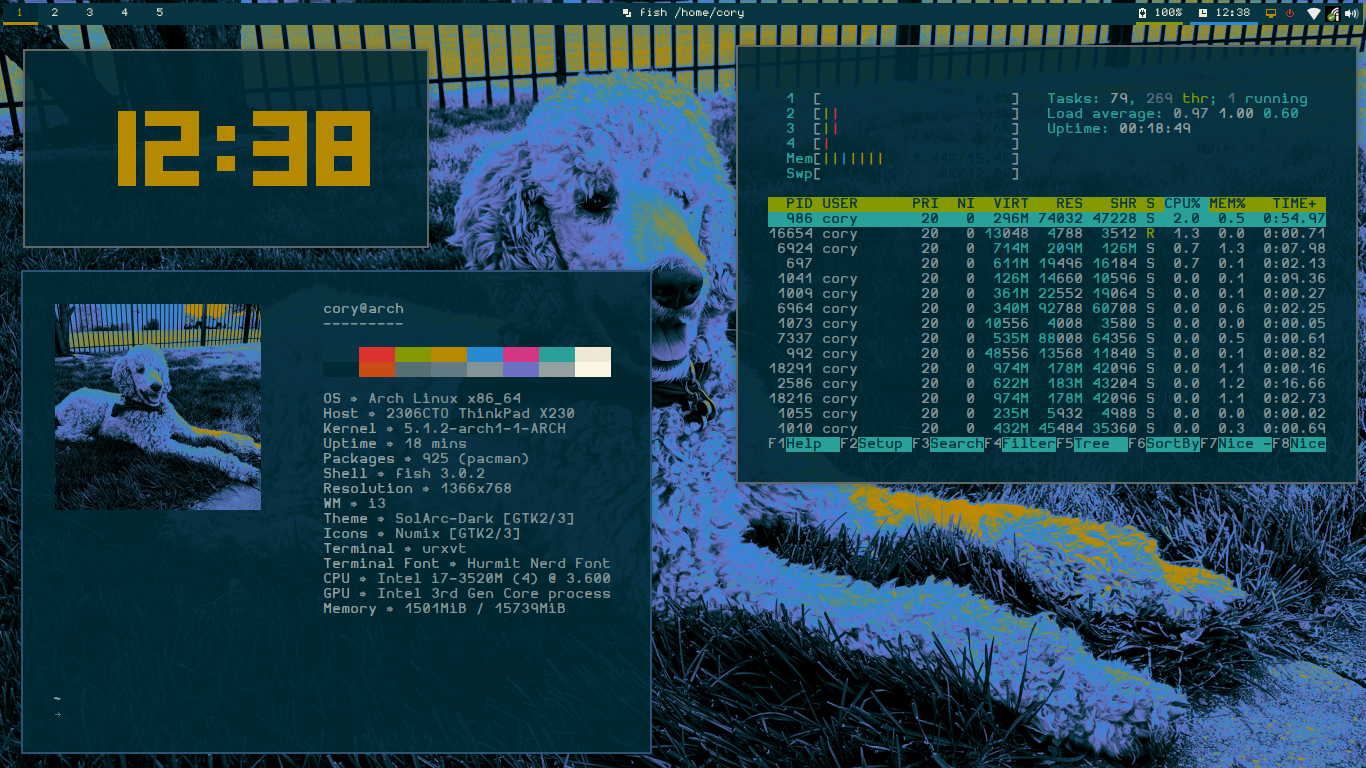 1 2 3 4 5 fish /home/cory 100% 12:38
12:38
cory@arch
---------
OS → Arch Linux x86_64
Host → 2306CTO ThinkPad X230
Kernel → 5.1.2-arch1-1-ARCH
Uptime → 18 mins
Packages → 925 (pacman)
Shell → fish 3.0.2
Resolution → 1366x768
WM → i3
Theme → SolArc-Dark [GTK2/3]
Icons → Numix [GTK2/3]
Terminal → urxvt
Terminal Font → Hurmit Nerd Font
CPU → Intel i7-3520M (4) @ 3.600
GPU → Intel 3rd Gen Core process
Memory → 1501MiB / 15739MiB
~
→
1 [ ]
2 [|| ]
3 [|| ]
4 [| ]
Mem[||||||| ]
Swp[ ]
Tasks: 79, 269 thr; 1 running
Load average: 0.97 1.00 0.60
Uptime: 00:18:49
PID USER PRI NI VIRT RES SHR S CPU% MEM% TIME+
986 cory 20 0 296M 74032 47228 S 2.0 0.5 0:54.97
16654 cory 20 0 13048 4788 3512 R 1.3 0.0 0:00.71
6924 cory 20 0 714M 209M 126M S 0.7 1.3 0:07.98
697 20 0 611M 19496 16184 S 0.7 0.1 0:02.13
1041 cory 20 0 126M 14660 10596 S 0.0 0.1 0:09.36
1009 cory 20 0 361M 22552 19064 S 0.0 0.1 0:00.27
6964 cory 20 0 340M 92788 60708 S 0.0 0.6 0:02.25
1073 cory 20 0 10556 4008 3580 S 0.0 0.0 0:00.05
7337 cory 20 0 535M 88008 64356 S 0.0 0.5 0:00.61
992 cory 20 0 48556 13568 11840 S 0.0 0.1 0:00.82
18291 cory 20 0 974M 178M 42096 S 0.0 1.1 0:00.16
2586 cory 20 0 622M 183M 43204 S 0.0 1.2 0:16.66
18216 cory 20 0 974M 178M 42096 S 0.0 1.1 0:02.73
1055 cory 20 0 235M 5932 4988 S 0.0 0.0 0:00.02
1010 cory 20 0 432M 45484 35360 S 0.0 0.3 0:00.69
F1Help F2Setup F3SearchF4FilterF5Tree F6SortByF7Nice -F8Nice